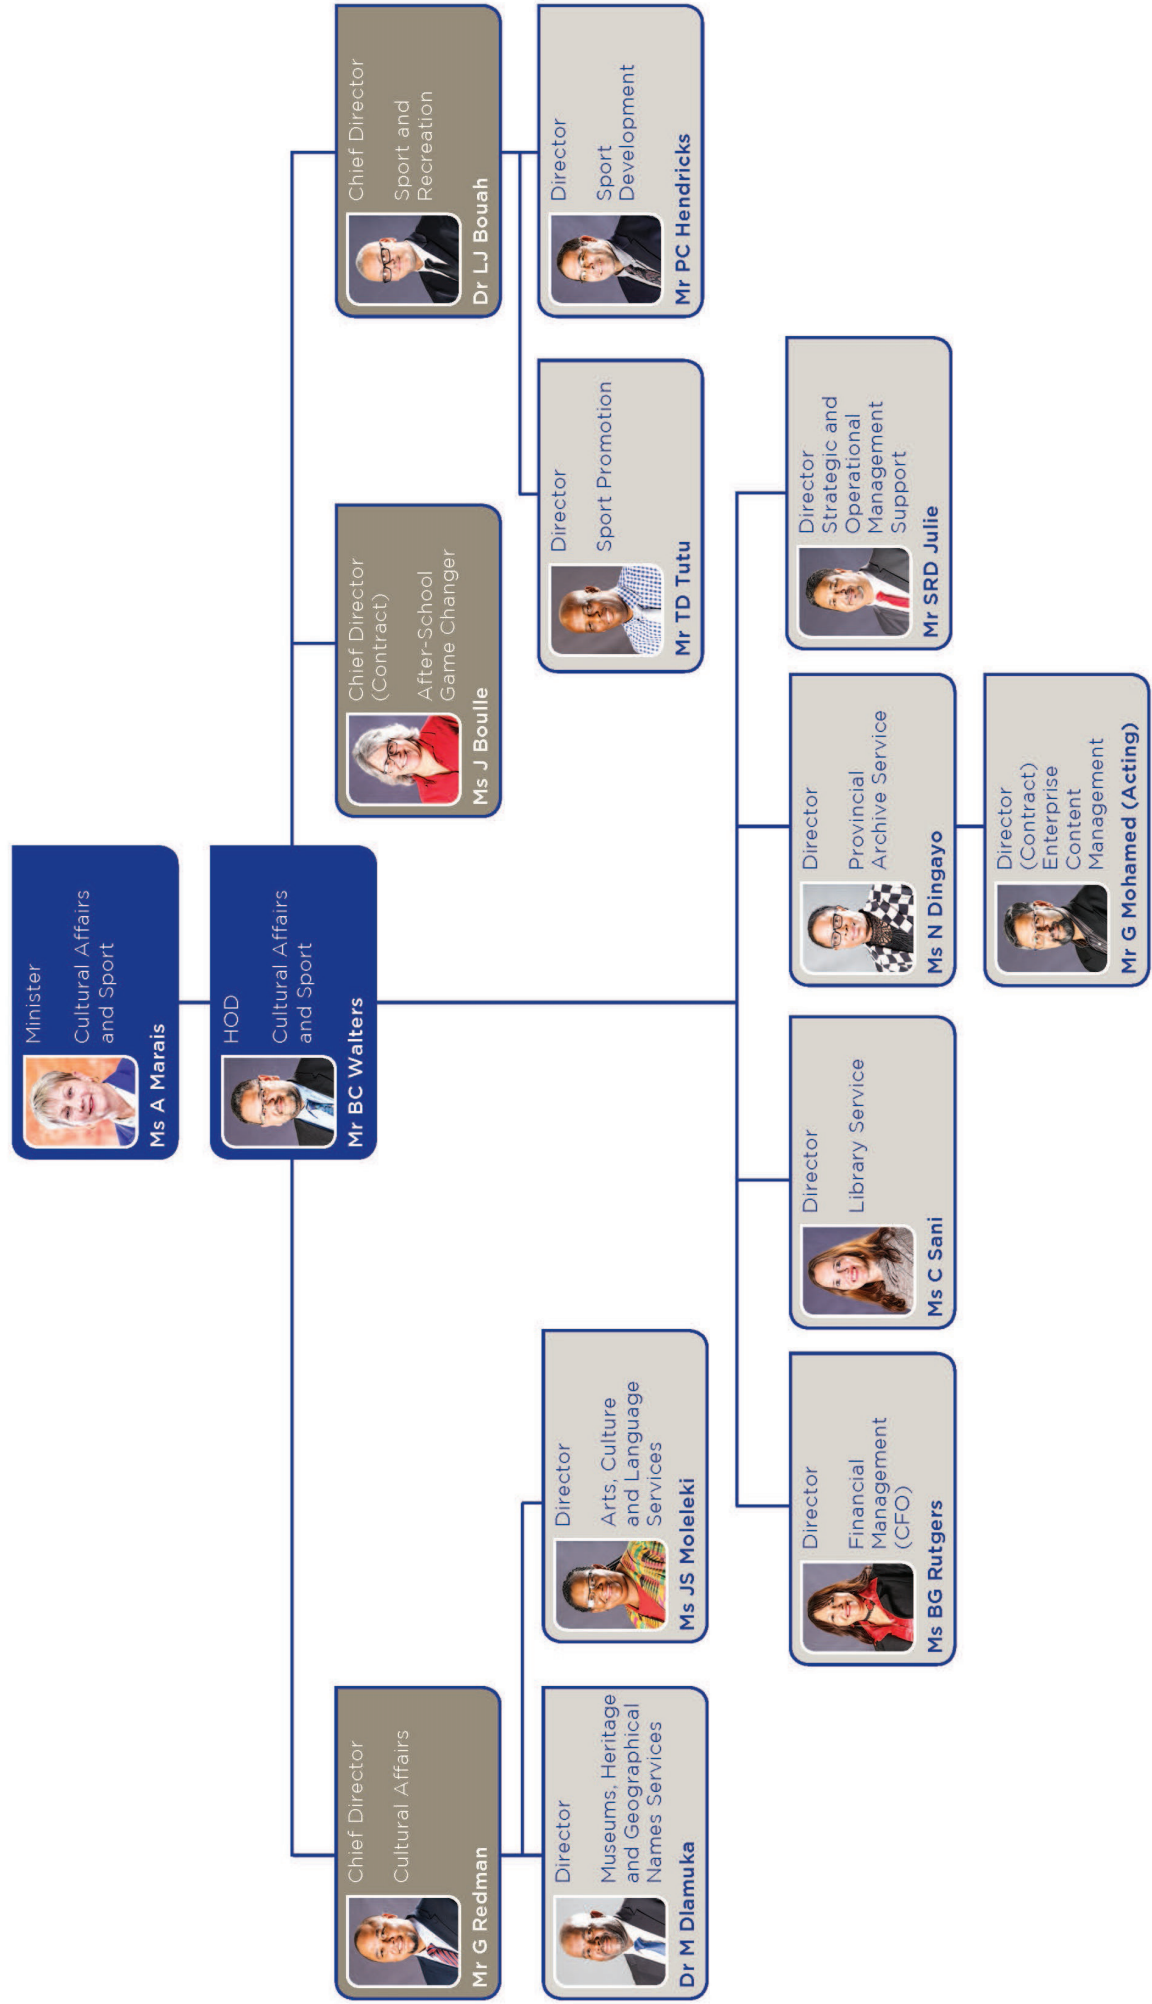 Minister
Cultural Affairs
and Sport
Ms A Marais
HOD
Cultural Affairs
and Sport
Mr BC Walters
Chief Director
Cultural Affairs
Mr G Redman
Chief Director
(Contract)
After-School
Game Changer
Ms J Boulle
Chief Director
Sport and
Recreation
Dr LJ Bouah
Director
Museums, Heritage
and Geographical
Names Services
Dr M Dlamuka
Director
Arts, Culture
and Language
Services
Ms JS Moleleki
Director
Sport Promotion
Mr TD Tutu
Director
Sport
Development
Mr PC Hendricks
Director
Financial
Management
(CFO)
Ms BG Rutgers
Director
Library Service
Ms C Sani
Director
Provincial
Archive Service
Ms N Dingayo
Director
Strategic and
Operational
Management
Support
Mr SRD Julie
Director
(Contract)
Enterprise
Content
Management
Mr G Mohamed (Acting)